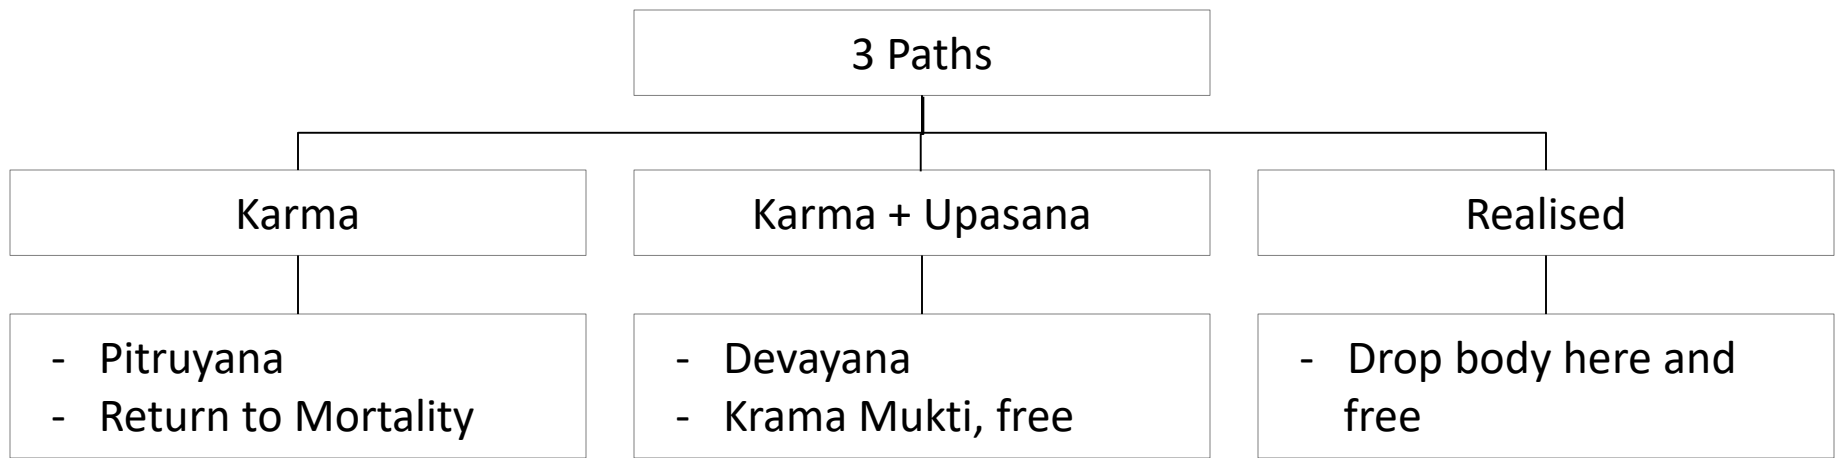 3 Paths
Karma
Karma + Upasana
Realised
- Pitruyana
- Return to Mortality
- Devayana
- Krama Mukti, free
- Drop body here and
free